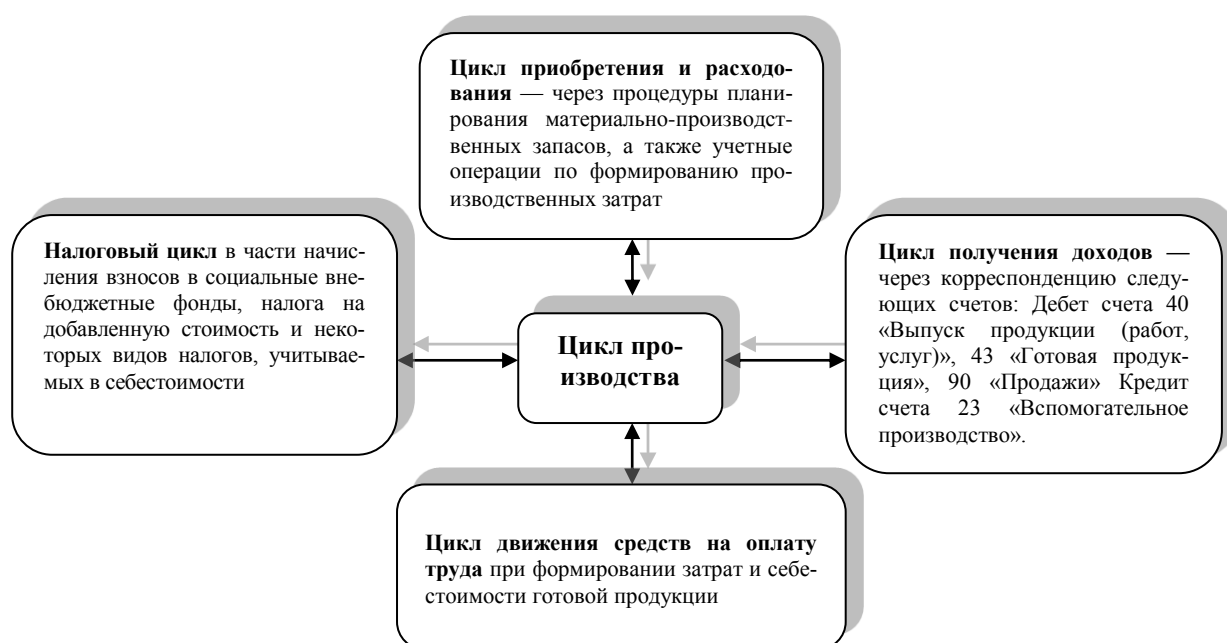 Цикл приобретения и расходо-
вания — через процедуры плани-
рования материально-производст-
венных запасов, а также учетные
операции по формированию про-
изводственных затрат
Налоговый цикл в части начис-
ления взносов в социальные вне-
бюджетные фонды, налога на
добавленную стоимость и неко-
торых видов налогов, учитывае-
мых в себестоимости
Цикл про-
изводства
Цикл получения доходов —
через корреспонденцию следу-
ющих счетов: Дебет счета 40
«Выпуск продукции (работ,
услуг)», 43 «Готовая продук-
ция», 90 «Продажи» Кредит
счета 23 «Вспомогательное
производство».
Цикл движения средств на оплату
труда при формировании затрат и себе-
стоимости готовой продукции